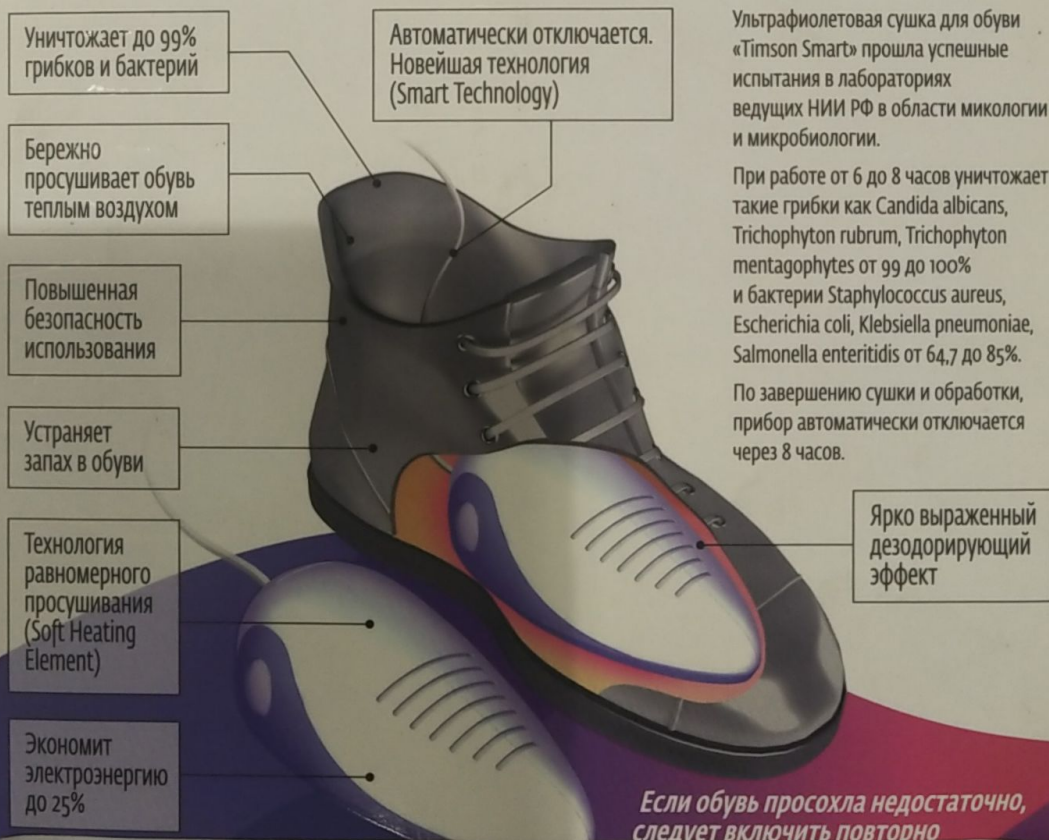 Уничтожает до 99%
грибков и бактерий
Автоматически отключается.
Новейшая технология
(Smart Technology)
Бережно
просушивает обувь
теплым воздухом
Повышенная
безопасность
использования
Устраняет
запах в обуви
Технология
равномерного
просушивания
(Soft Heating
Element)
Экономит
электроэнергию
до 25%
Ультрафиолетовая сушка для обуви
«Timson Smart» прошла успешные
испытания в лабораториях
ведущих НИИ РФ в области микологии
и микробиологии.
При работе от 6 до 8 часов уничтожает
такие грибки как Candida albicans,
Trichophyton rubrum, Trichophyton
mentagophytes от 99 до 100%
и бактерии Staphylococcus aureus,
Escherichia coli, Klebsiella pneumoniae,
Salmonella enteritidis от 64,7 до 85%.
По завершению сушки и обработки,
прибор автоматически отключается
через 8 часов.
Ярко выраженный
дезодорирующий
эффект
Если обувь просохла недостаточно,
следует включить повторно